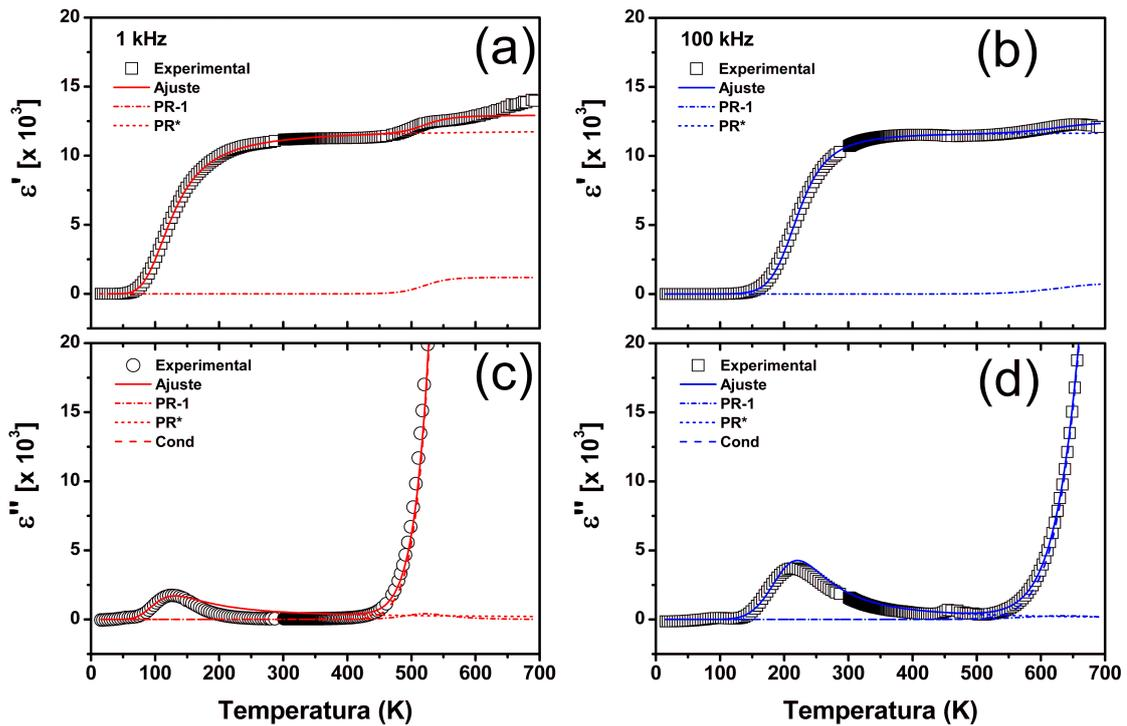 20
15
10
5
0
ε' [x 10³]
1 kHz
(a)
Experimental
Ajuste
PR-1
PR*
20
15
10
5
0
ε' [x 10³]
100 kHz
(b)
Experimental
Ajuste
PR-1
PR*
20
15
10
5
0
ε'' [x 10³]
(c)
Experimental
Ajuste
PR-1
PR*
Cond
0 100 200 300 400 500 600 700
Temperatura (K)
20
15
10
5
0
ε'' [x 10³]
(d)
Experimental
Ajuste
PR-1
PR*
Cond
0 100 200 300 400 500 600 700
Temperatura (K)